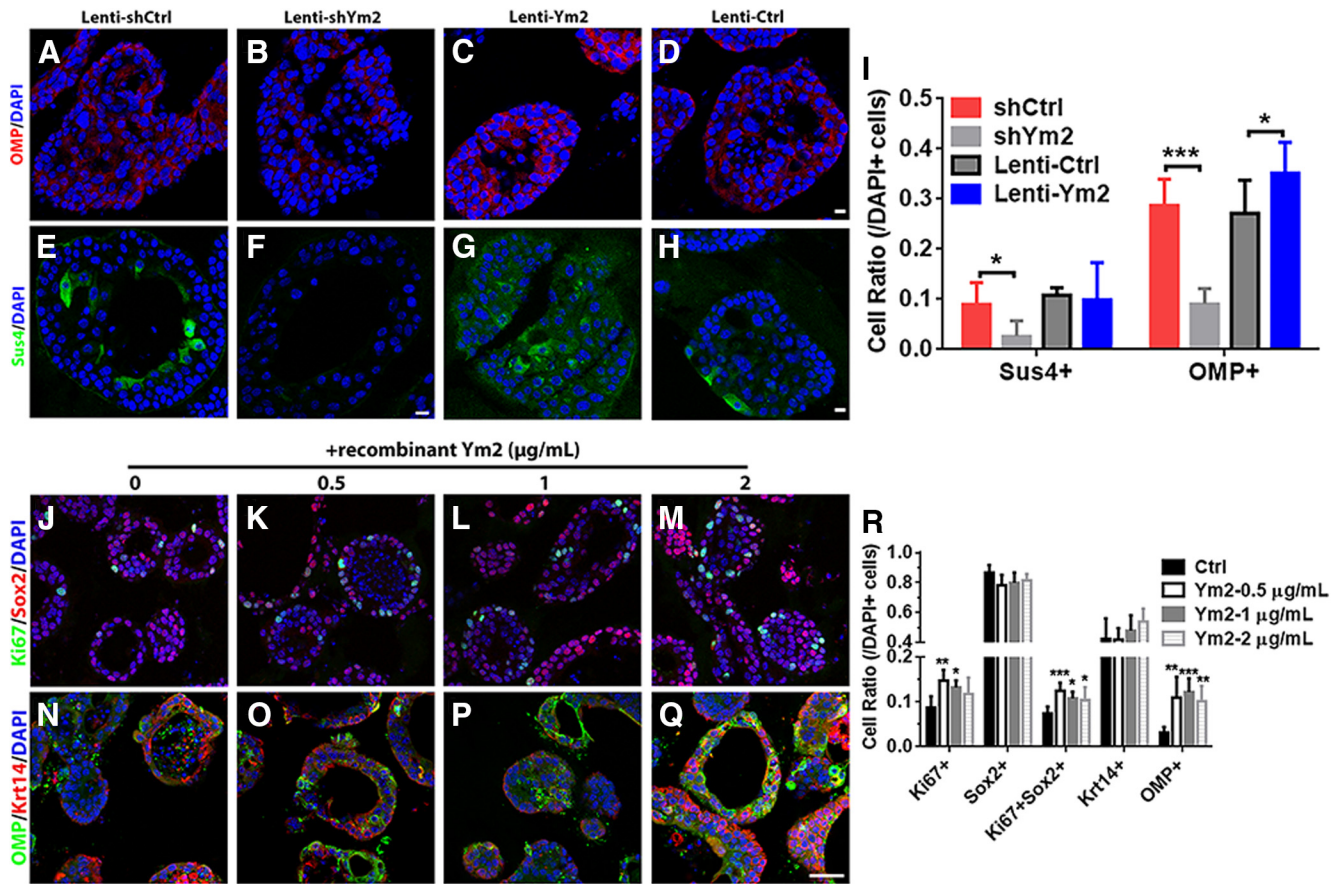 Lenti-shCtrl Lenti-shYm2 Lenti-Ym2 Lenti-Ctrl
OMP/DAPI
A B C D
Sus4/DAPI
E F G H
I
Cell Ratio (/DAPI+ cells)
0.5
0.4
0.3
0.2
0.1
0.0
shCtrl
shYm2
Lenti-Ctrl
Lenti-Ym2
* *** *
Sus4+ OMP+
+recombinant Ym2 (μg/mL)
0 0.5 1 2
Ki67/Sox2/DAPI
J K L M
OMP/Krt14/DAPI
N O P Q
R
Cell Ratio (/DAPI+ cells)
1.0
0.8
0.6
0.4
0.2
0.1
0.0
Ctrl
Ym2-0.5 μg/mL
Ym2-1 μg/mL
Ym2-2 μg/mL
** * *** * * ** *** **
Ki67+ Sox2+ Ki67+Sox2+ Krt14+ OMP+